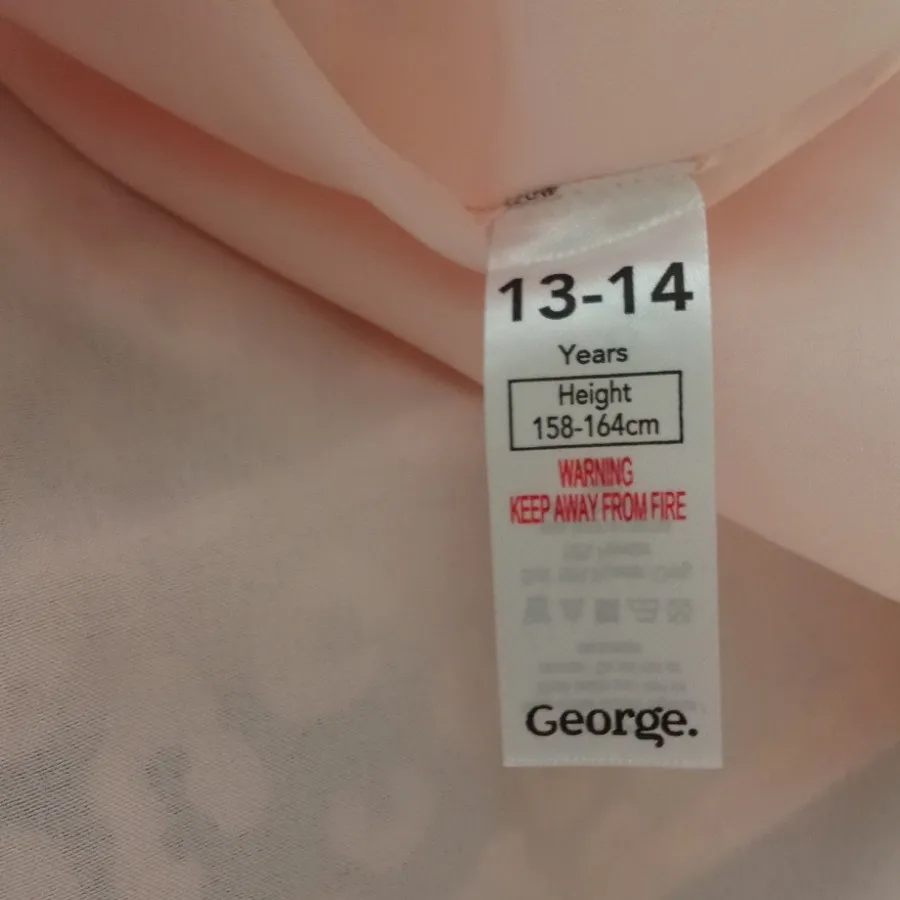 13-14
Years
Height
158-164cm
WARNING
KEEP AWAY FROM FIRE
George.